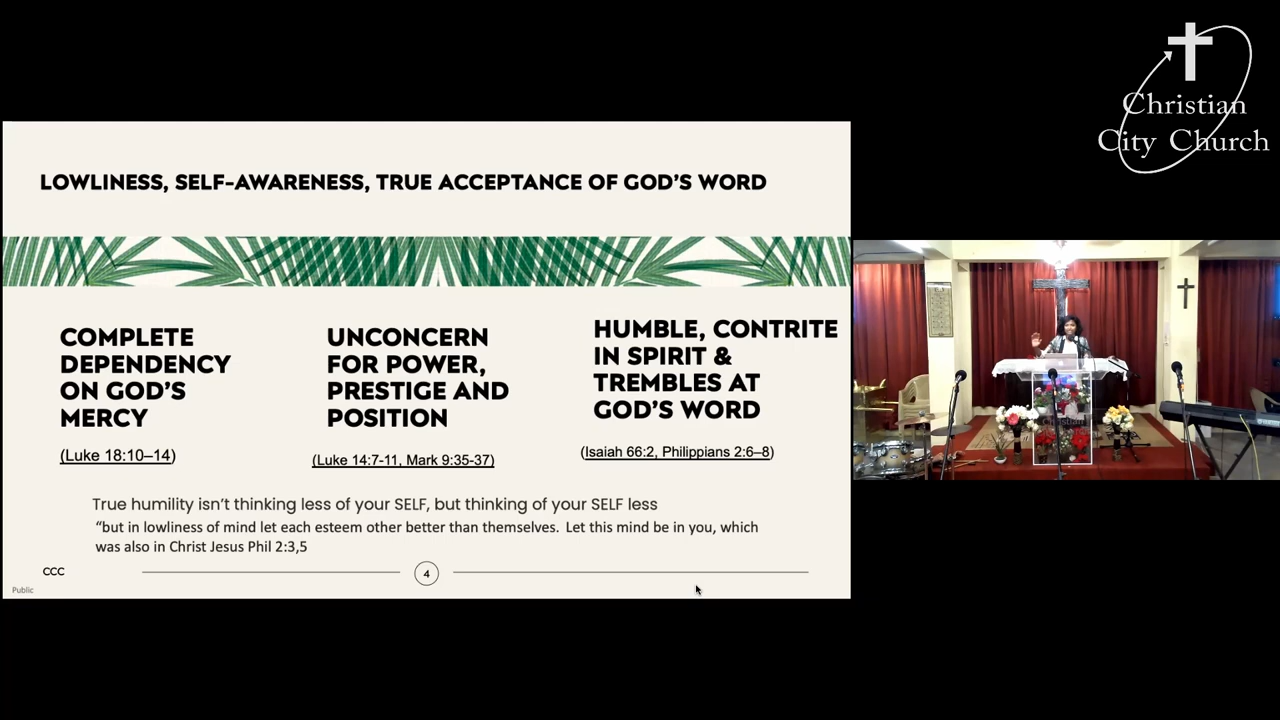 Christian
City Church
LOWLINESS, SELF-AWARENESS, TRUE ACCEPTANCE OF GOD'S WORD
COMPLETE
DEPENDENCY
ON GOD'S
MERCY
(Luke 18:10–14)
UNCONCERN
FOR POWER,
PRESTIGE AND
POSITION
(Luke 14:7-11, Mark 9:35-37)
HUMBLE, CONTRITE
IN SPIRIT &
TREMBLES AT
GOD'S WORD
(Isaiah 66:2, Philippians 2:6–8)
True humility isn't thinking less of your SELF, but thinking of your SELF less
“but in lowliness of mind let each esteem other better than themselves. Let this mind be in you, which
was also in Christ Jesus Phil 2:3,5
CCC
4
Public